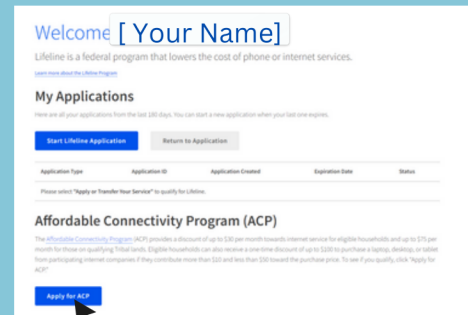 Welcome [ Your Name]
Lifeline is a federal program that lowers the cost of phone or internet services.
Learn more about the Lifeline Program
My Applications
Here are all your applications from the last 180 days. You can start a new application when your last one expires.
Start Lifeline Application Return to Application
Application Type Application ID Application Created Expiration Date Status
Please select "Apply or Transfer Your Service" to qualify for Lifeline.
Affordable Connectivity Program (ACP)
The Affordable Connectivity Program (ACP) provides a discount of up to $30 per month towards internet service for eligible households and up to $75 per
month for those on qualifying Tribal lands. Eligible households can also receive a one-time discount of up to $100 to purchase a laptop, desktop, or tablet
from participating internet companies if they contribute more than $10 and less than $50 toward the purchase price. To see if you qualify, click "Apply for
ACP"
Apply for ACP